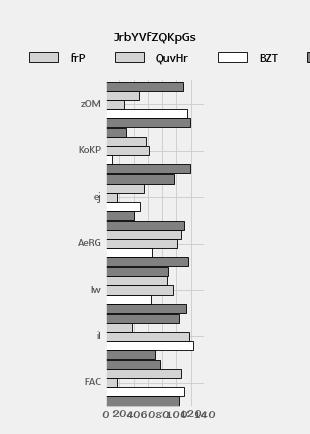 JrbYVfZQKpGs
frP QuvHr BZT
zOM
KoKP
ej
AeRG
lw
il
FAC
0 20 40 60 80 100 120 140